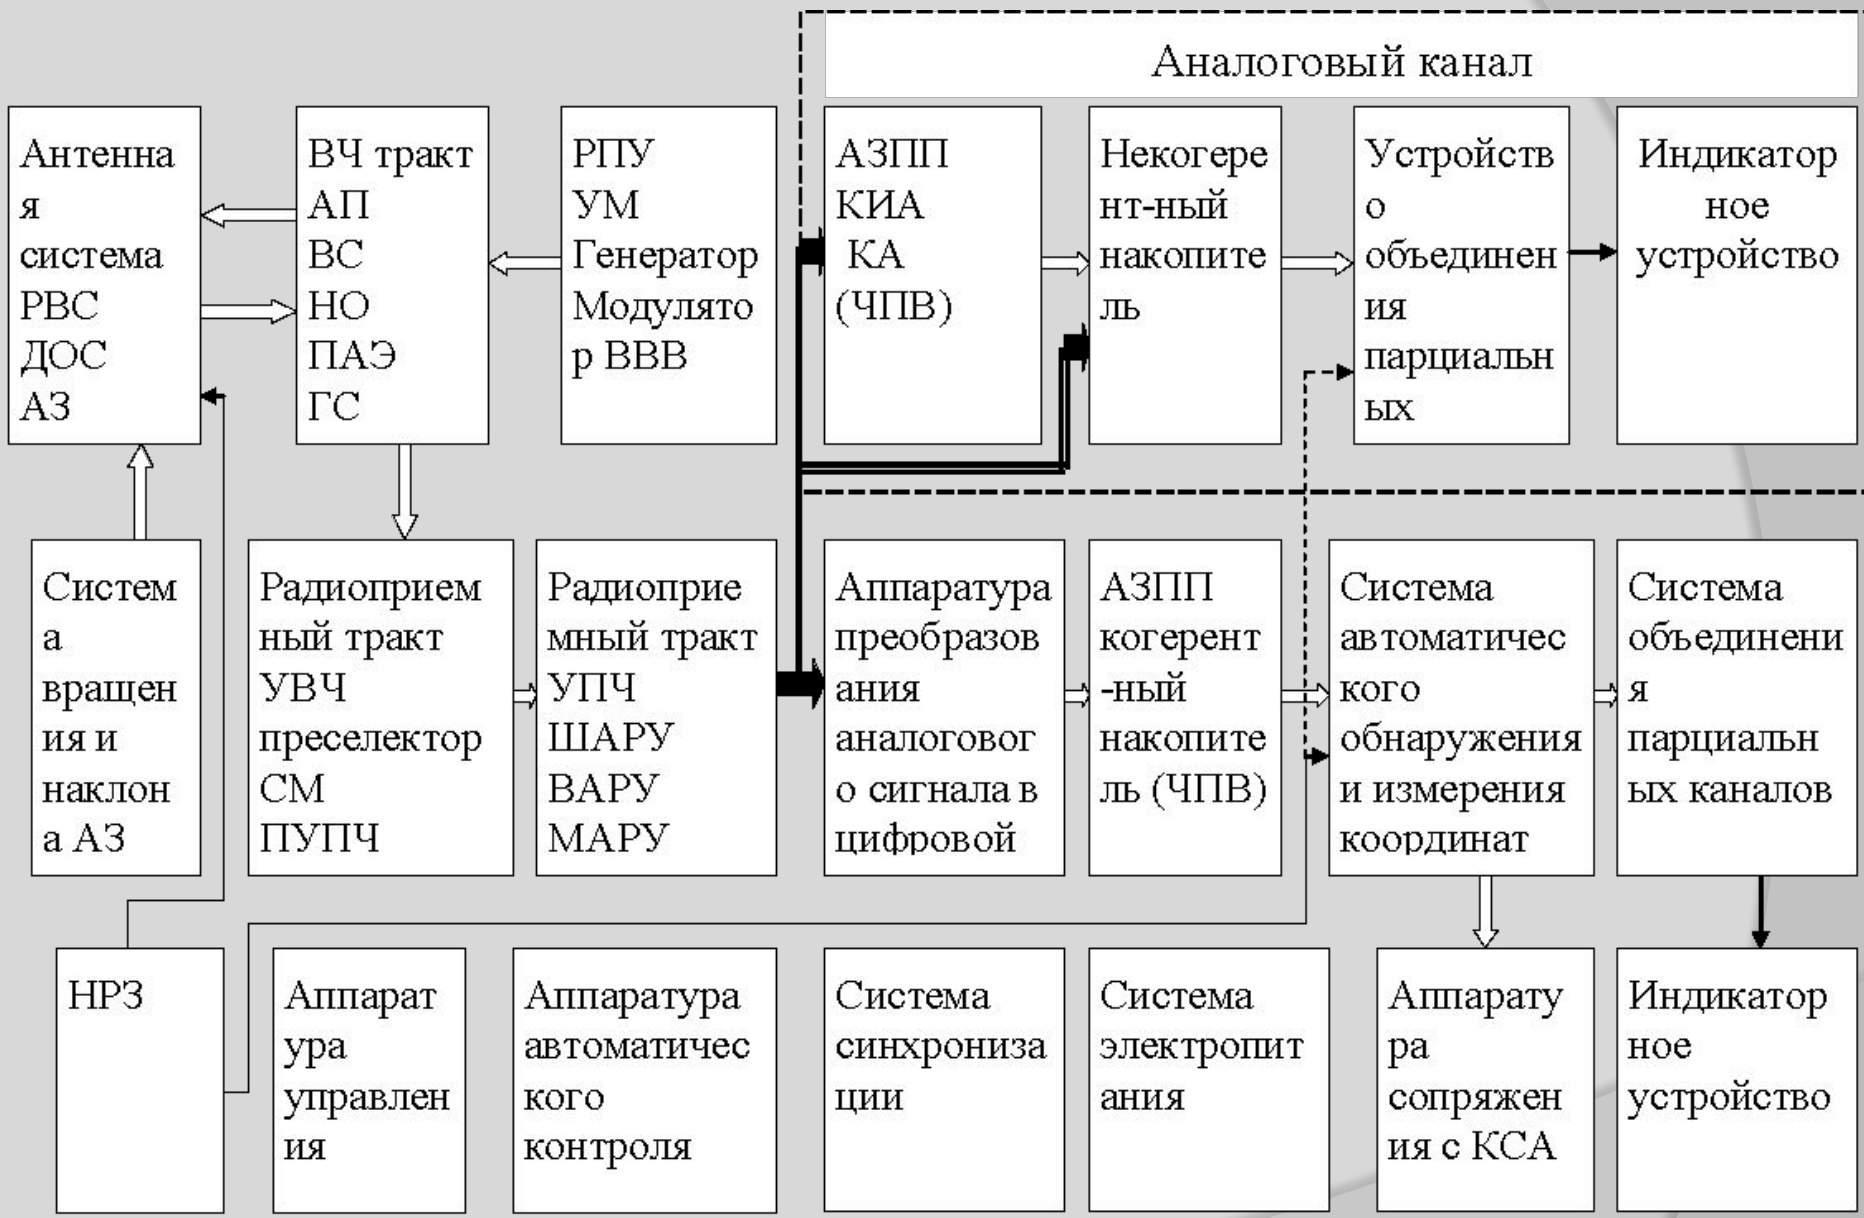 Аналоговый канал
Антенна
я
система
РВС
ДОС
АЗ
ВЧ тракт
АП
ВС
НО
ПАЭ
ГС
РПУ
УМ
Генератор
Модулято
р ВВВ
АЗПП
КИА
КА
(ЧПВ)
Некогере
нт-ный
накопите
ль
Устройств
о
объединен
ия
парциальн
ых
Индикатор
ное
устройство
Систем
а
вращен
ия и
наклон
а АЗ
Радиоприем
ный тракт
УВЧ
преселектор
СМ
ПУПЧ
Радиоприе
мный тракт
УПЧ
ШАРУ
ВАРУ
МАРУ
Аппаратура
преобразов
ания
аналоговог
о сигнала в
цифровой
АЗПП
когерент
-ный
накопите
ль (ЧПВ)
Система
автоматичес
кого
обнаружения
и измерения
координат
Система
объединени
я
парциальн
ых каналов
НРЗ
Аппарат
ура
управлен
ия
Аппаратура
автоматичес
кого
контроля
Система
синхрониза
ции
Система
электропит
ания
Аппарату
ра
сопряжен
ия с КСА
Индикатор
ное
устройство